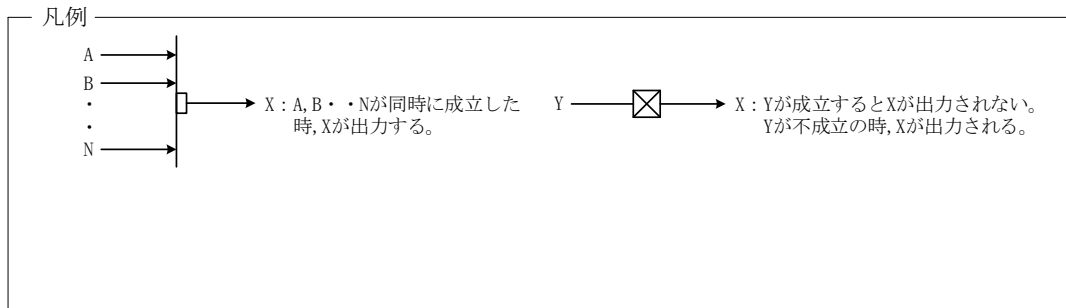 凡例
A
B
・
・
N
X：A,B・・Nが同時に成立した
時,Xが出力する。
Y
X：Yが成立するとXが出力されない。
Yが不成立の時,Xが出力される。